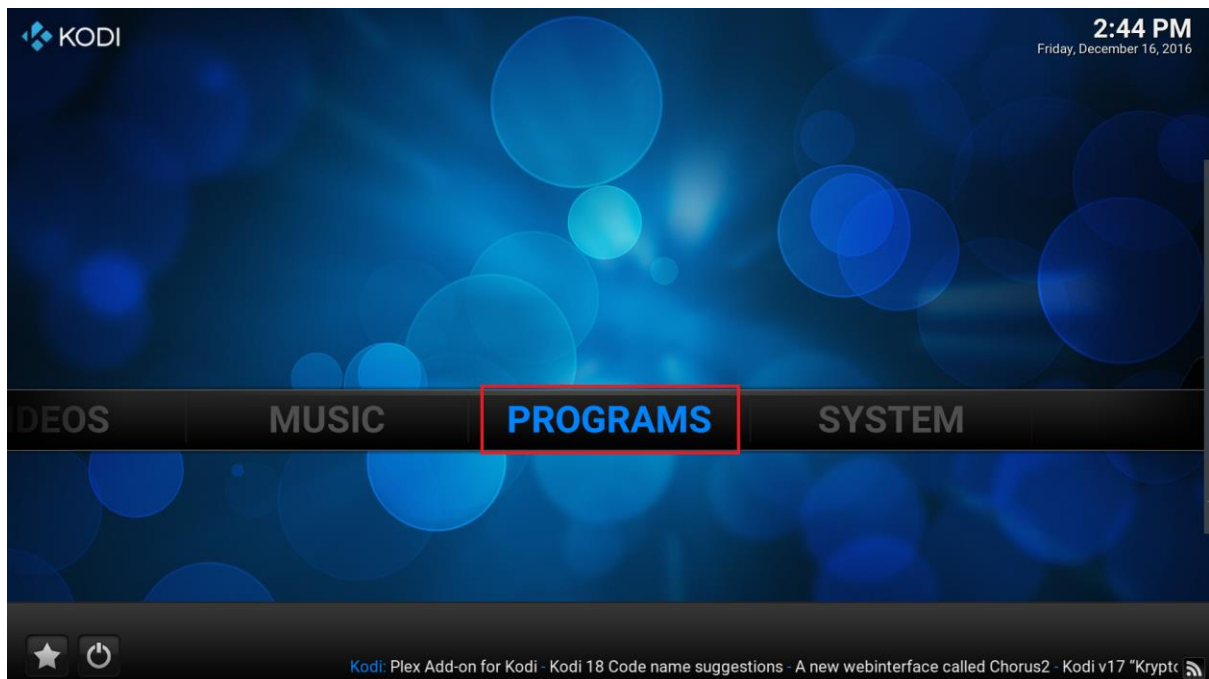 KODI
2:44 PM
Friday, December 16, 2016
IDEOS MUSIC PROGRAMS SYSTEM
Kodi: Plex Add-on for Kodi - Kodi 18 Code name suggestions - A new webinterface called Chorus2 - Kodi v17 "Krypto